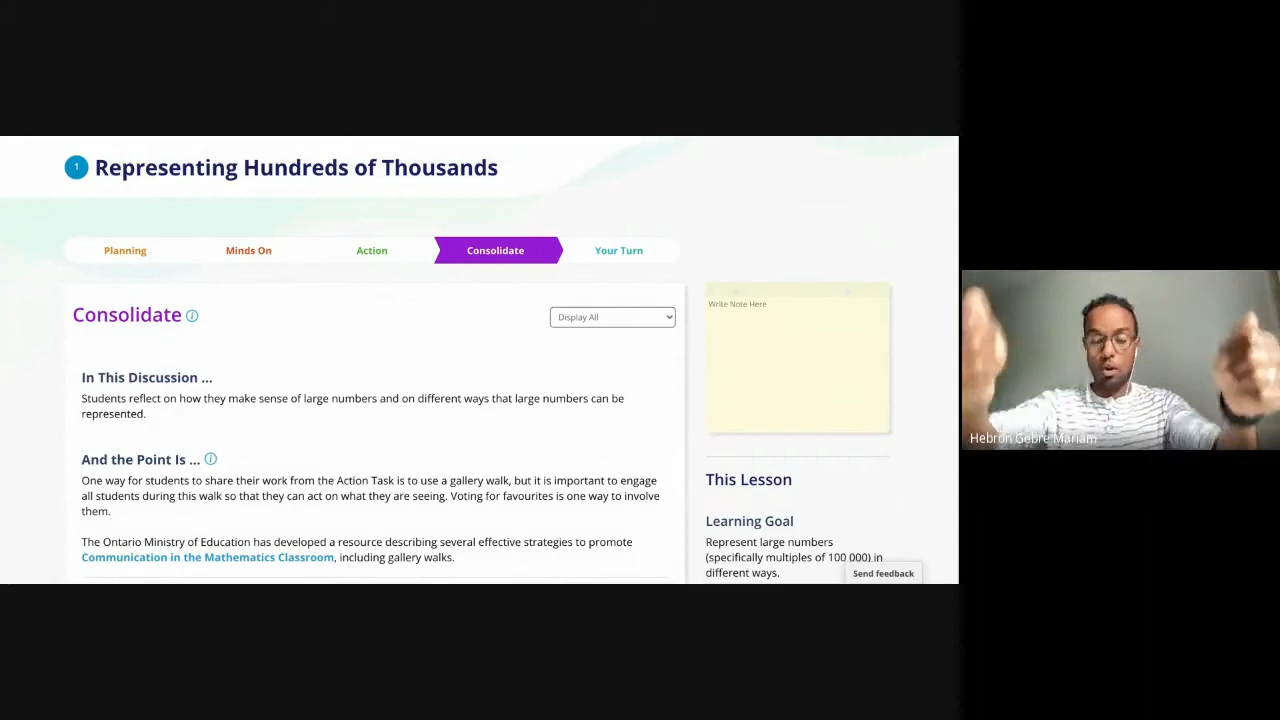 1
Representing Hundreds of Thousands
Planning
Minds On
Action
Consolidate
Your Turn
Consolidate
Display All
In This Discussion ...
Students reflect on how they make sense of large numbers and on different ways that large numbers can be
represented.
And the Point Is ...
One way for students to share their work from the Action Task is to use a gallery walk, but it is important to engage
all students during this walk so that they can act on what they are seeing. Voting for favourites is one way to involve
them.
The Ontario Ministry of Education has developed a resource describing several effective strategies to promote
Communication in the Mathematics Classroom, including gallery walks.
Write Note Here
This Lesson
Learning Goal
Represent large numbers
(specifically multiples of 100 000) in
different ways.
Send feedback
Hebron Gebre Mariam